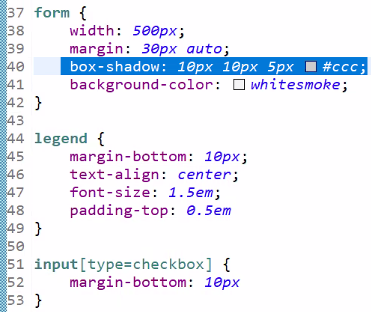 37 form {
38 width: 500px;
39 margin: 30px auto;
40 box-shadow: 10px 10px 5px #ccc;
41 background-color: whitesmoke;
42 }
43
44 legend {
45 margin-bottom: 10px;
46 text-align: center;
47 font-size: 1.5em;
48 padding-top: 0.5em
49 }
50
51 input[type=checkbox] {
52 margin-bottom: 10px
53 }